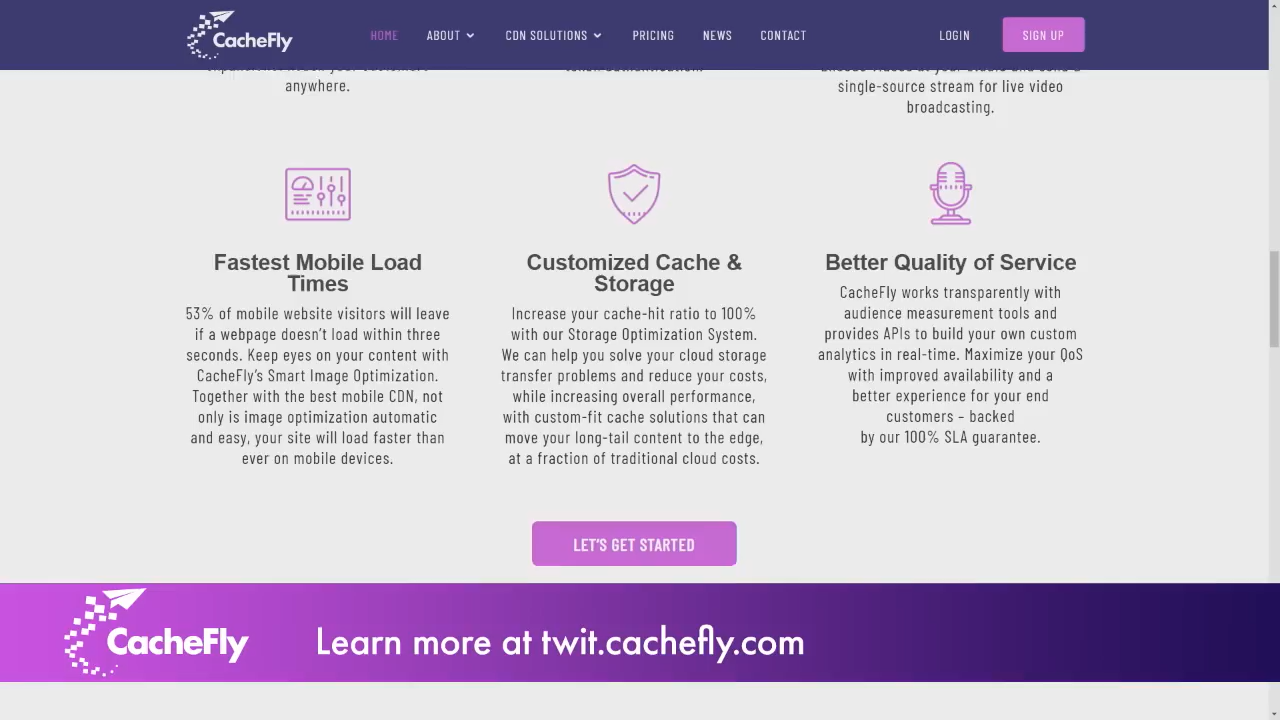 CacheFly
HOME
ABOUT
CDN SOLUTIONS
PRICING
NEWS
CONTACT
LOGIN
SIGN UP
anywhere.
single-source stream for live video
broadcasting.
Fastest Mobile Load
Times
53% of mobile website visitors will leave
if a webpage doesn't load within three
seconds. Keep eyes on your content with
CacheFly's Smart Image Optimization.
Together with the best mobile CDN, not
only is image optimization automatic
and easy, your site will load faster than
ever on mobile devices.
Customized Cache &
Storage
Increase your cache-hit ratio to 100%
with our Storage Optimization System.
We can help you solve your cloud storage
transfer problems and reduce your costs,
while increasing overall performance,
with custom-fit cache solutions that can
move your long-tail content to the edge,
at a fraction of traditional cloud costs.
Better Quality of Service
CacheFly works transparently with
audience measurement tools and
provides APIs to build your own custom
analytics in real-time. Maximize your QoS
with improved availability and a
better experience for your end
customers – backed
by our 100% SLA guarantee.
LET'S GET STARTED
CacheFly
Learn more at twit.cachefly.com